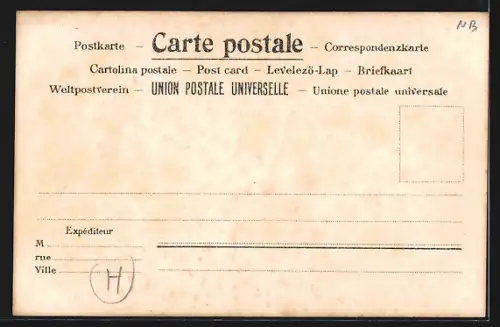 NB
Postkarte – Carte postale – Correspondenzkarte
Cartolina postale – Post card – Levelező-Lap – Briefkaart
Weltpostverein – UNION POSTALE UNIVERSELLE – Unione postale universale
Expéditeur
M
rue
Ville
H